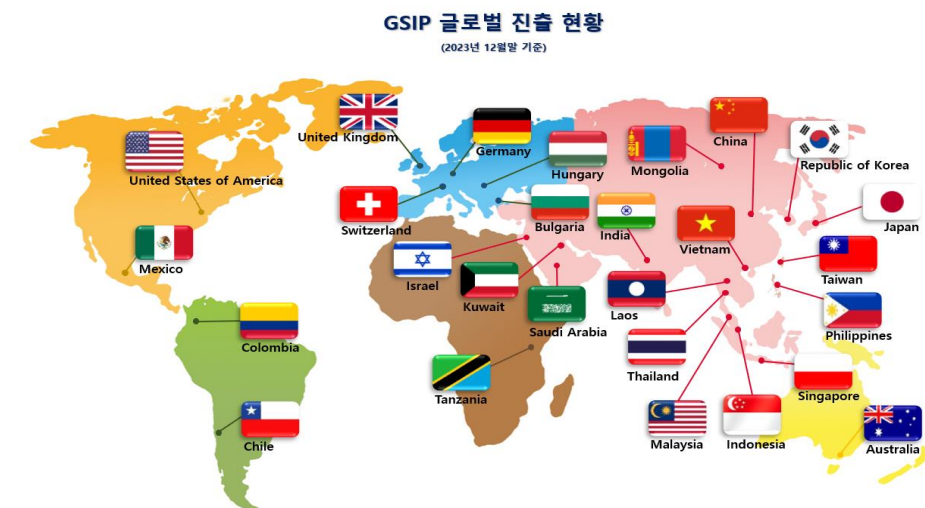 GSIP 글로벌 진출 현황
(2023년 12월말 기준)
United Kingdom
Germany
China
United States of America
Hungary
Mongolia
Republic of Korea
Switzerland
Bulgaria
India
Vietnam
Japan
Mexico
Israel
Kuwait
Saudi Arabia
Laos
Taiwan
Philippines
Colombia
Tanzania
Thailand
Singapore
Chile
Malaysia
Indonesia
Australia